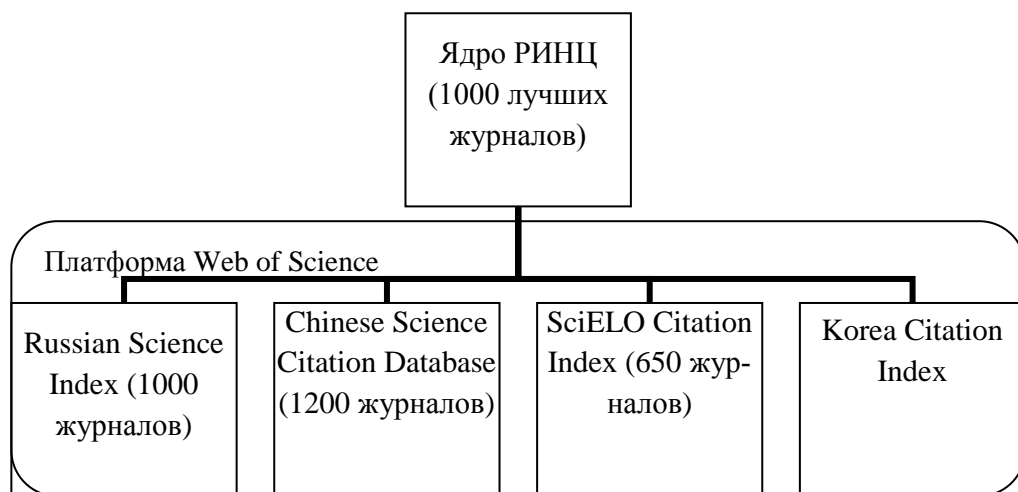 Ядро РИНЦ
(1000 лучших
журналов)
Платформа Web of Science
Russian Science
Index (1000
журналов)
Chinese Science
Citation Database
(1200 журналов)
SciELO Citation
Index (650 жур-
налов)
Korea Citation
Index